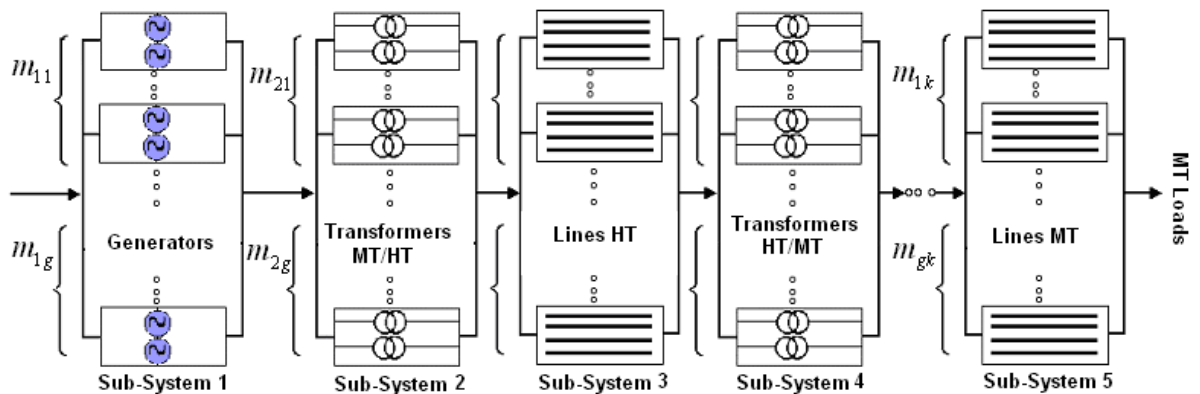 m11
m21
m1k
m1g
m2g
mgk
Generators
Transformers
MT/HT
Lines HT
Transformers
HT/MT
Lines MT
MT Loads
Sub-System 1
Sub-System 2
Sub-System 3
Sub-System 4
Sub-System 5